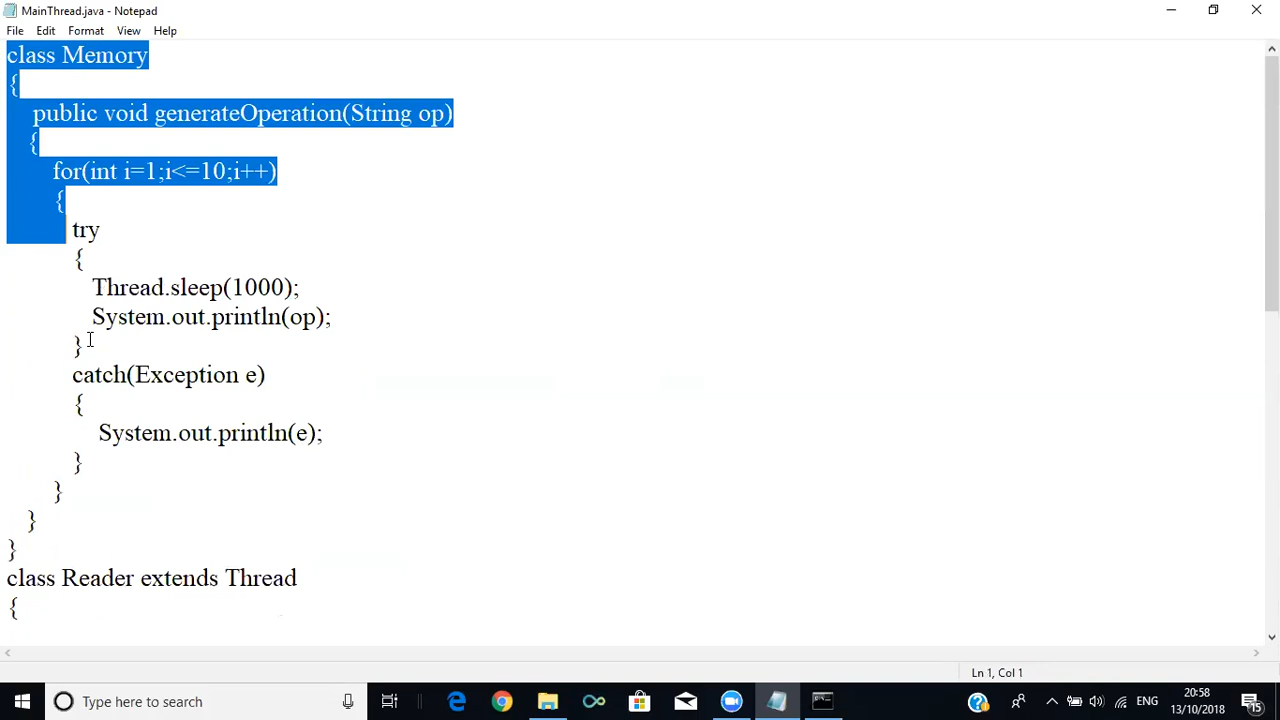 MainThread.java - Notepad
File Edit Format View Help
class Memory
{
public void generateOperation(String op)
{
for(int i=1;i<=10;i++)
{
try
{
Thread.sleep(1000);
System.out.println(op);
}
catch(Exception e)
{
System.out.println(e);
}
}
}
}
class Reader extends Thread
{
Ln 1, Col 1
Type here to search
ENG
20:58
13/10/2018
15